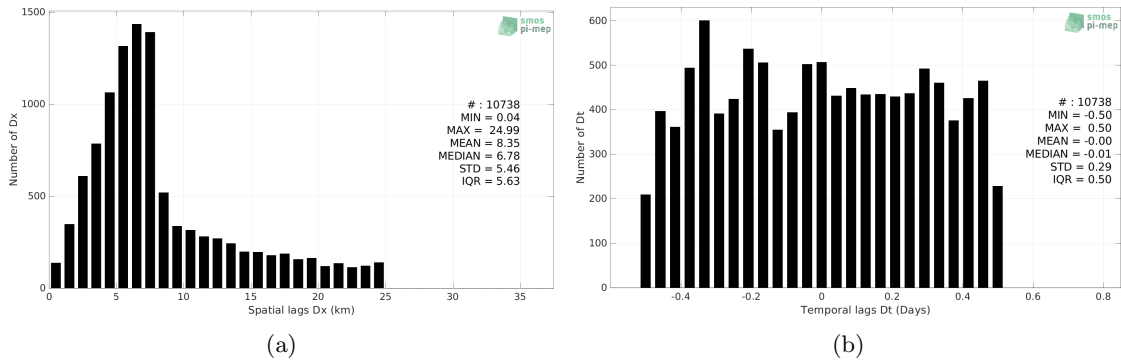 1500
1000
500
0
0
5
10
15
20
25
30
35
Number of Dx
Spatial lags Dx (km)
smos
pi-mep
# : 10738
MIN = 0.04
MAX = 24.99
MEAN = 8.35
MEDIAN = 6.78
STD = 5.46
IQR = 5.63
(a)
600
500
400
300
200
100
0
-0.4
-0.2
0
0.2
0.4
0.6
0.8
Number of Dt
Temporal lags Dt (Days)
smos
pi-mep
# : 10738
MIN = -0.50
MAX = 0.50
MEAN = -0.00
MEDIAN = -0.01
STD = 0.29
IQR = 0.50
(b)